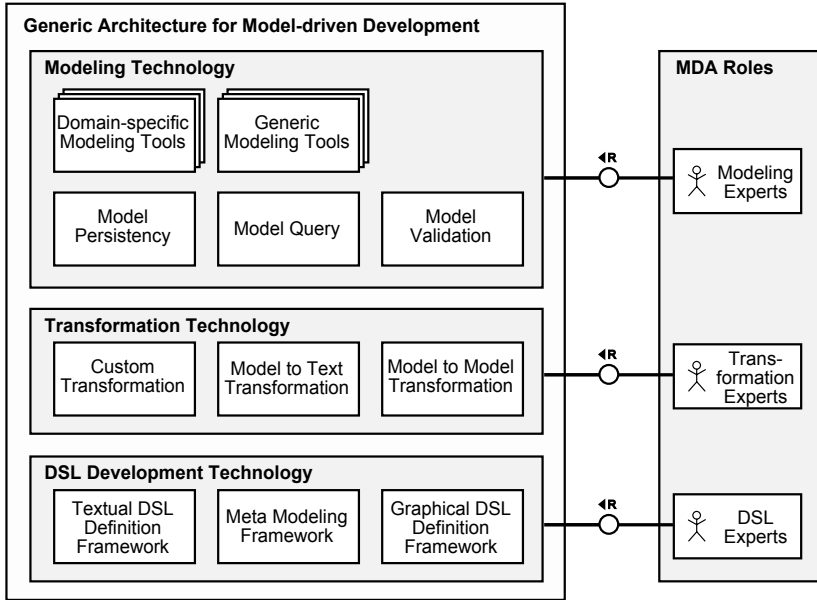 Generic Architecture for Model-driven Development
Modeling Technology
Domain-specific
Modeling Tools
Generic
Modeling Tools
Model
Persistency
Model Query
Model
Validation
Transformation Technology
Custom
Transformation
Model to Text
Transformation
Model to Model
Transformation
DSL Development Technology
Textual DSL
Definition
Framework
Meta Modeling
Framework
Graphical DSL
Definition
Framework
R
R
R
MDA Roles
Modeling
Experts
Trans-
formation
Experts
DSL
Experts